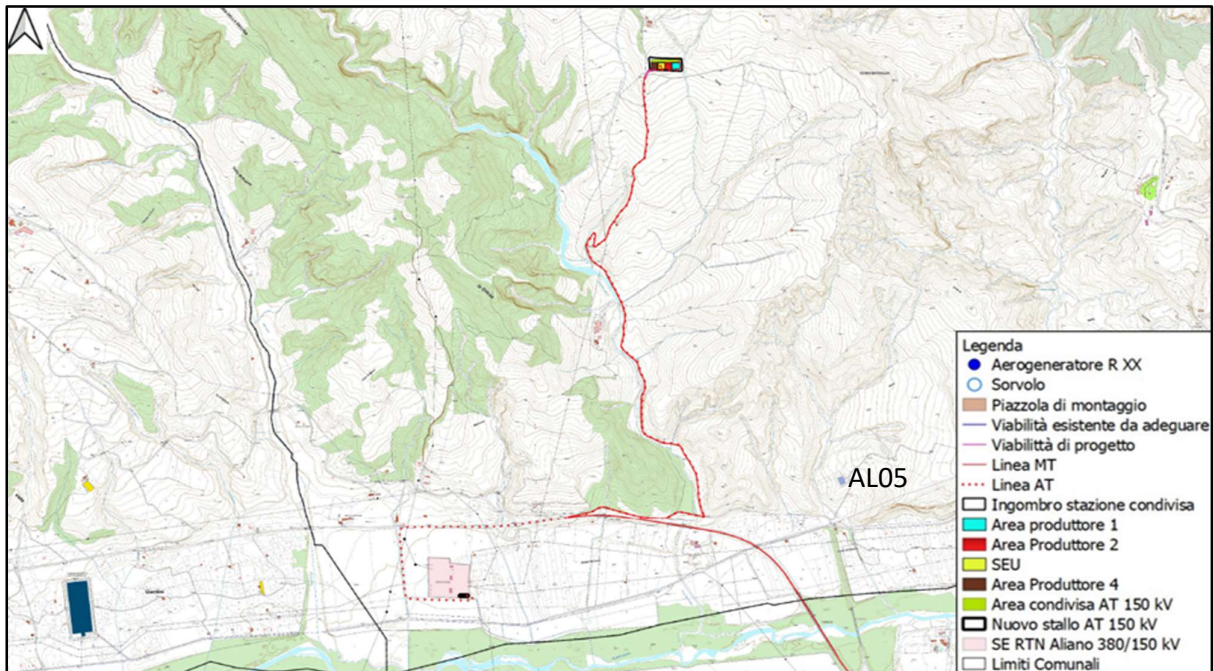 AL05
Legenda
Aerogeneratore R XX
Sorvolo
Piazzola di montaggio
Viabilità esistente da adeguare
Viabilittà di progetto
Linea MT
Linea AT
Ingombro stazione condivisa
Area produttore 1
Area Produttore 2
SEU
Area Produttore 4
Area condivisa AT 150 kV
Nuovo stallo AT 150 kV
SE RTN Aliano 380/150 kV
Limiti Comunali